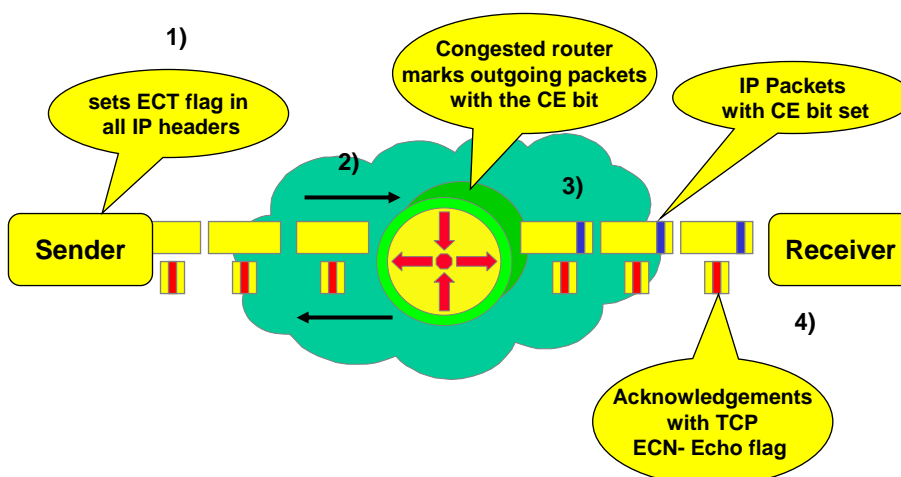 1)
sets ECT flag in
all IP headers
Congested router
marks outgoing packets
with the CE bit
IP Packets
with CE bit set
2)
3)
Sender
Receiver
4)
Acknowledgements
with TCP
ECN- Echo flag